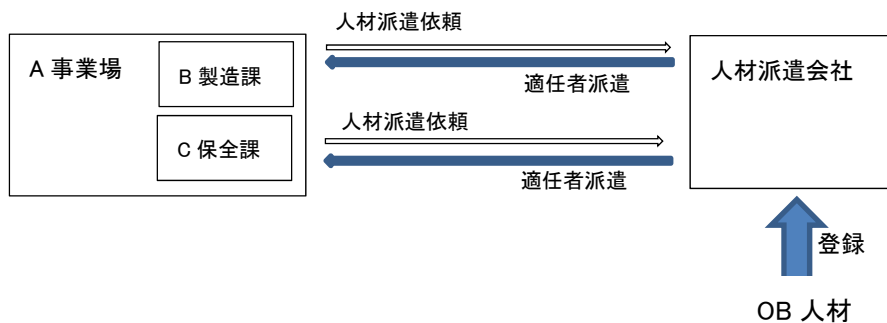 人材派遣依頼
A 事業場
B 製造課
人材派遣会社
適任者派遣
人材派遣依頼
C 保全課
適任者派遣
登録
OB 人材